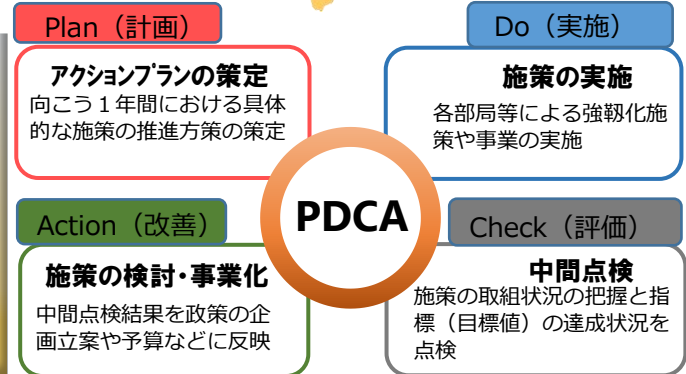 Plan（計画）
アクションプランの策定
向こう１年間における具体
的な施策の推進方策の策定
Do（実施）
施策の実施
各部局等による強靱化施
策や事業の実施
PDCA
Action（改善）
施策の検討・事業化
中間点検結果を政策の企
画立案や予算などに反映
Check（評価）
中間点検
施策の取組状況の把握と指
標（目標値）の達成状況を
点検